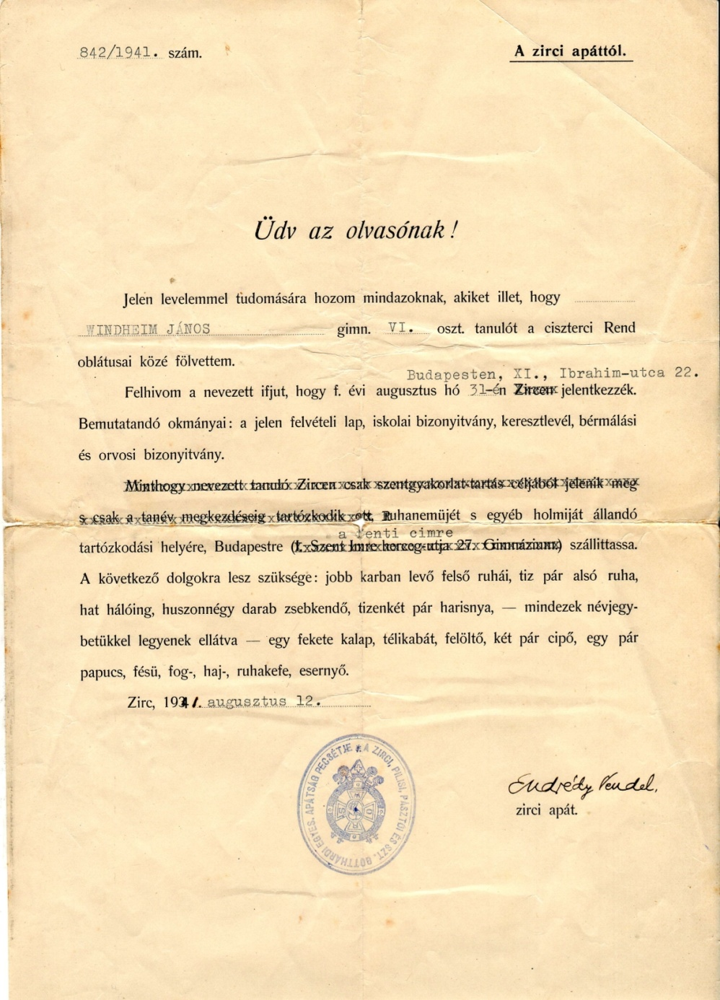 842/1941. szám.
A zirci apáttól.
Üdv az olvasónak!
Jelen levelemmel tudomására hozom mindazoknak, akiket illet, hogy
WINDHEIM JÁNOS gimn. VI. oszt. tanulót a ciszterci Rend
oblátusai közé fölvettem.
Budapesten, XI., Ibrahim-utca 22.
Felhivom a nevezett ifjut, hogy f. évi augusztus hó 31-én Zircen jelentkezzék.
Bemutatandó okmányai: a jelen felvételi lap, iskolai bizonyitvány, keresztlevél, bérmálási
és orvosi bizonyitvány.
Minthogy nevezett tanuló Zircen csak szentgyakorlat-tartás céljából jelenik meg
s csak a tanév megkezdéseig tartózkodik ott, Ruhanemüjét s egyéb holmiját állandó
a fenti cimre
tartózkodási helyére, Budapestre (I. Szent Imre herceg-utja 27. Gimnázium) szállittassa.
A következő dolgokra lesz szüksége: jobb karban levő felső ruhái, tiz pár alsó ruha,
hat hálóing, huszonnégy darab zsebkendő, tizenkét pár harisnya, — mindezek névjegy-
betükkel legyenek ellátva — egy fekete kalap, télikabát, felöltő, két pár cipő, egy pár
papucs, fésü, fog-, haj-, ruhakefe, esernyő.
Zirc, 1941. augusztus 12.
A ZIRCI, PILISI, PÁSZTÓI ÉS SZT. GOTTHÁRDI EGYES. APÁTSÁG PECSÉTJE
Endrédy Vendel,
zirci apát.